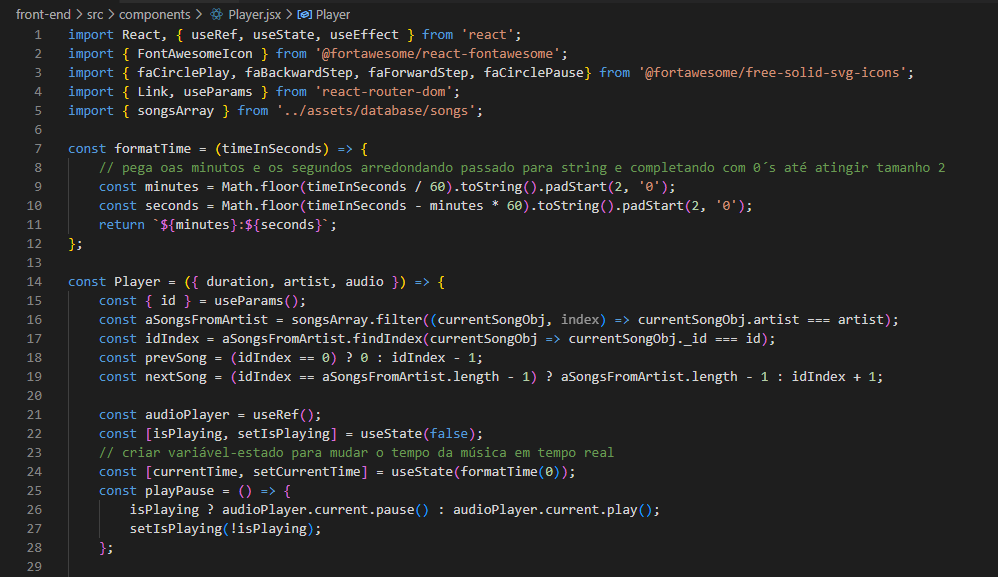 front-end > src > components > Player.jsx > Player
1 import React, { useRef, useState, useEffect } from 'react';
2 import { FontAwesomeIcon } from '@fortawesome/react-fontawesome';
3 import { faCirclePlay, faBackwardStep, faForwardStep, faCirclePause} from '@fortawesome/free-solid-svg-icons';
4 import { Link, useParams } from 'react-router-dom';
5 import { songsArray } from '../assets/database/songs';
6
7 const formatTime = (timeInSeconds) => {
8     // pega oas minutos e os segundos arredondando passado para string e completando com 0´s até atingir tamanho 2
9     const minutes = Math.floor(timeInSeconds / 60).toString().padStart(2, '0');
10     const seconds = Math.floor(timeInSeconds - minutes * 60).toString().padStart(2, '0');
11     return `${minutes}:${seconds}`;
12 };
13
14 const Player = ({ duration, artist, audio }) => {
15     const { id } = useParams();
16     const aSongsFromArtist = songsArray.filter((currentSongObj, index) => currentSongObj.artist === artist);
17     const idIndex = aSongsFromArtist.findIndex(currentSongObj => currentSongObj._id === id);
18     const prevSong = (idIndex == 0) ? 0 : idIndex - 1;
19     const nextSong = (idIndex == aSongsFromArtist.length - 1) ? aSongsFromArtist.length - 1 : idIndex + 1;
20
21     const audioPlayer = useRef();
22     const [isPlaying, setIsPlaying] = useState(false);
23     // criar variável-estado para mudar o tempo da música em tempo real
24     const [currentTime, setCurrentTime] = useState(formatTime(0));
25     const playPause = () => {
26         isPlaying ? audioPlayer.current.pause() : audioPlayer.current.play();
27         setIsPlaying(!isPlaying);
28     };
29